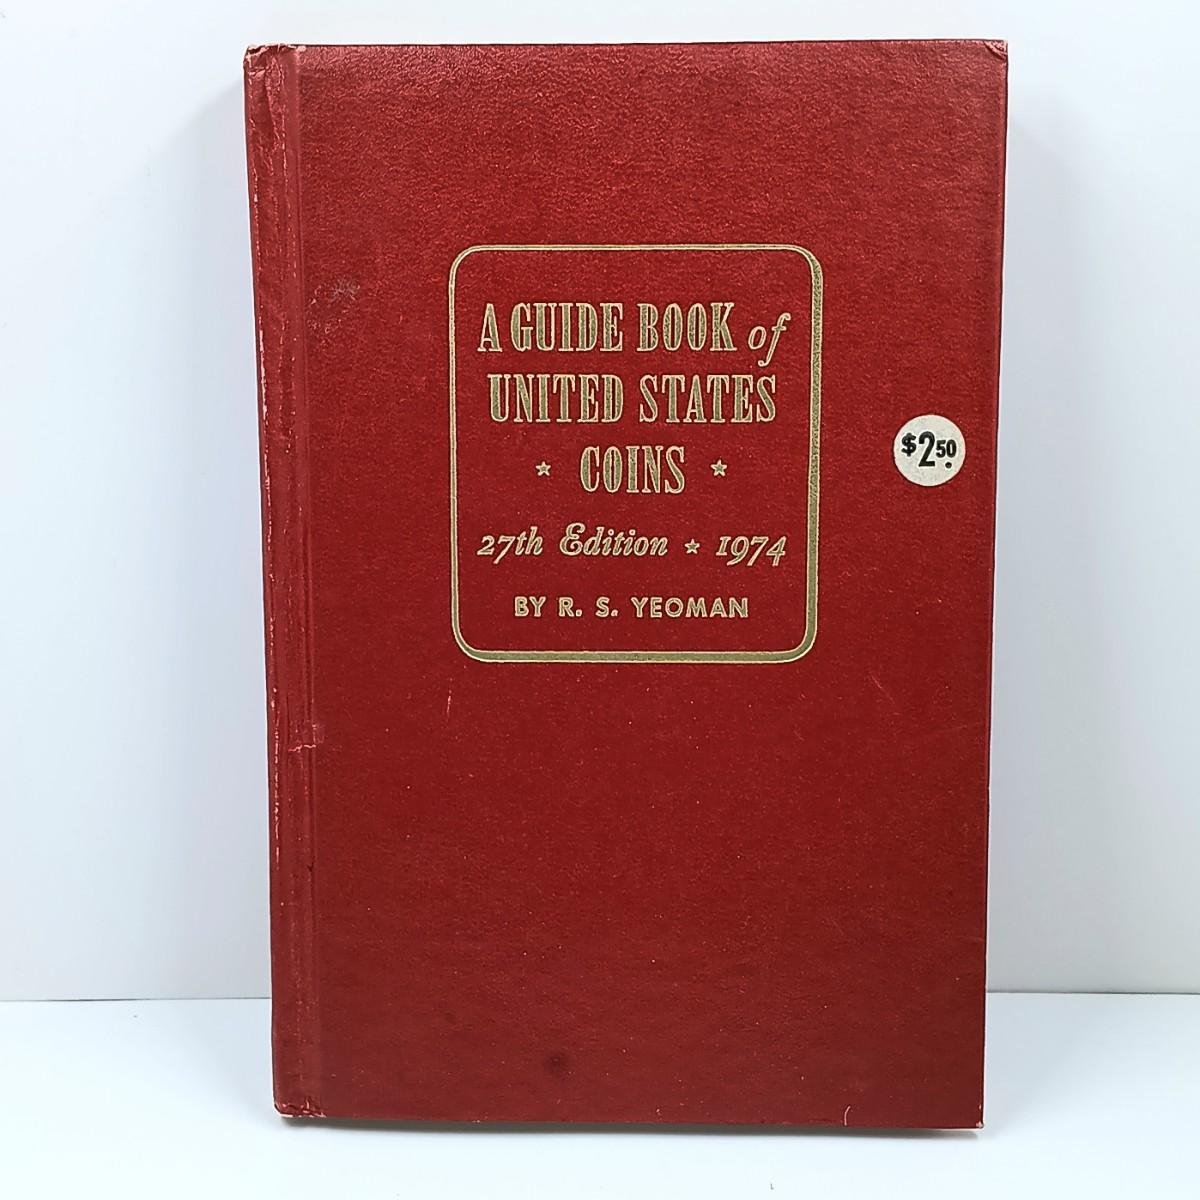 A GUIDE BOOK of
UNITED STATES
★ COINS ★
27th Edition ★ 1974
BY R. S. YEOMAN
$2.50